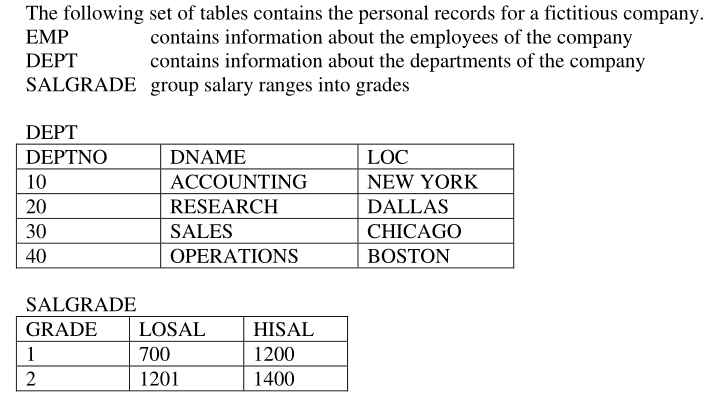 The following set of tables contains the personal records for a fictitious company.
EMP contains information about the employees of the company
DEPT contains information about the departments of the company
SALGRADE group salary ranges into grades
DEPT
DEPTNO DNAME LOC
10 ACCOUNTING NEW YORK
20 RESEARCH DALLAS
30 SALES CHICAGO
40 OPERATIONS BOSTON
SALGRADE
GRADE LOSAL HISAL
1 700 1200
2 1201 1400